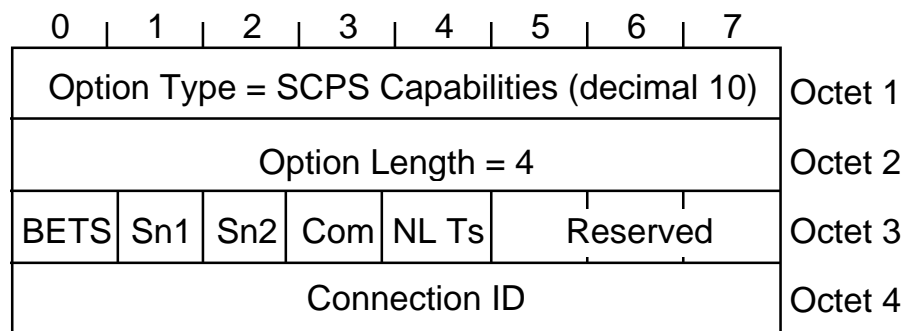 0 1 2 3 4 5 6 7
Option Type = SCPS Capabilities (decimal 10) Octet 1
Option Length = 4 Octet 2
BETS Sn1 Sn2 Com NL Ts Reserved Octet 3
Connection ID Octet 4